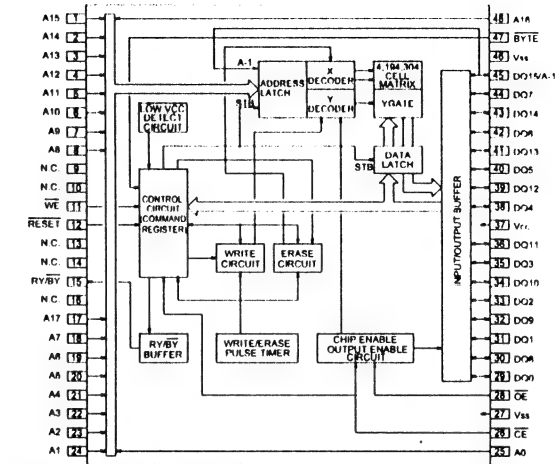 A15 1
A14 2
A13 3
A12 4
A11 5
A10 6
A9 7
A8 8
N.C. 9
N.C. 10
WE 11
RESET 12
N.C. 13
N.C. 14
RY/BY 15
N.C. 16
A17 17
A7 18
A6 19
A5 20
A4 21
A3 22
A2 23
A1 24
A-1
ADDRESS
LATCH
STB
X
DECODER
Y
DECODER
4,194,304
CELL
MATRIX
YGATE
LOW VCC
DETECT
CIRCUIT
STB
DATA
LATCH
CONTROL
CIRCUIT
(COMMAND
REGISTER)
WRITE
CIRCUIT
ERASE
CIRCUIT
RY/BY
BUFFER
WRITE/ERASE
PULSE TIMER
CHIP ENABLE
OUTPUT ENABLE
CIRCUIT
INPUT/OUTPUT BUFFER
48 A16
47 BYTE
46 Vss
45 DQ15/A-1
44 DQ7
43 DQ14
42 DQ6
41 DQ13
40 DQ5
39 DQ12
38 DQ4
37 Vcc
36 DQ11
35 DQ3
34 DQ10
33 DQ2
32 DQ9
31 DQ1
30 DQ8
29 DQ0
28 OE
27 Vss
26 CE
25 A0